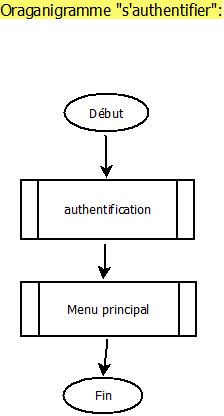 Oraganigramme "s'authentifier":
Début
authentification
Menu principal
Fin